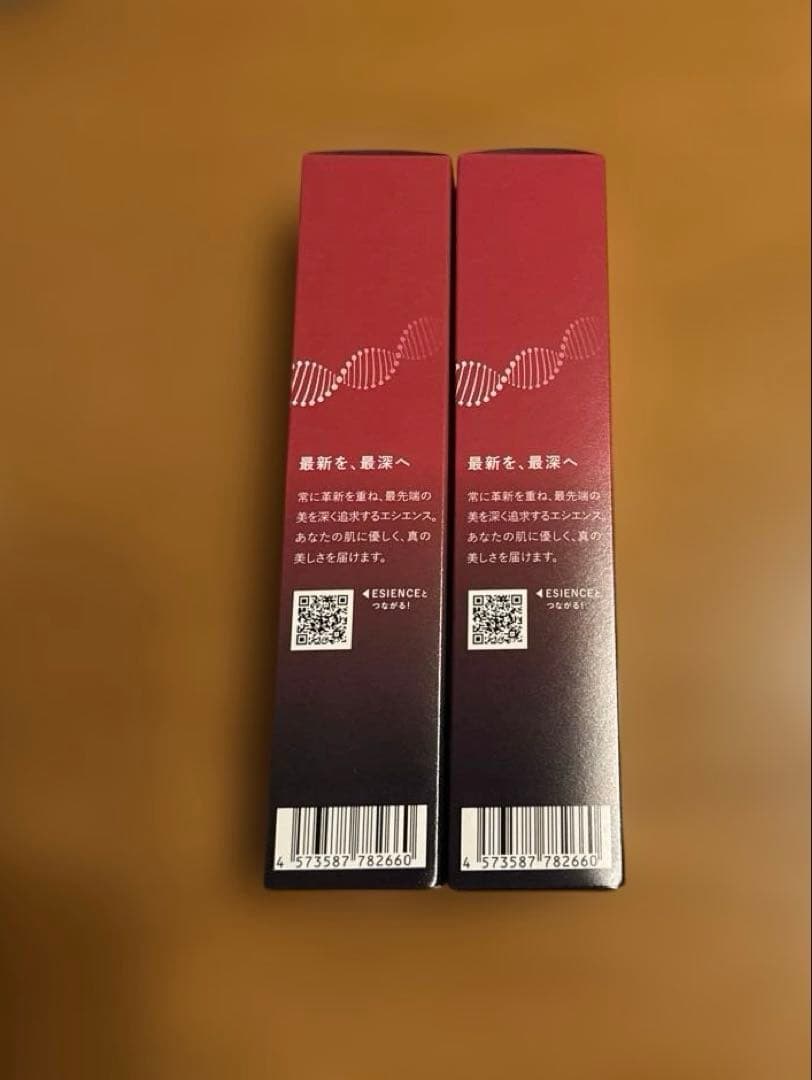 最新を、最深へ
常に革新を重ね、最先端の
美を深く追求するエシエンス。
あなたの肌に優しく、真の
美しさを届けます。
◀ESIENCEと
つながる!
4 573587 782660
最新を、最深へ
常に革新を重ね、最先端の
美を深く追求するエシエンス。
あなたの肌に優しく、真の
美しさを届けます。
◀ESIENCEと
つながる!
4 573587 782660